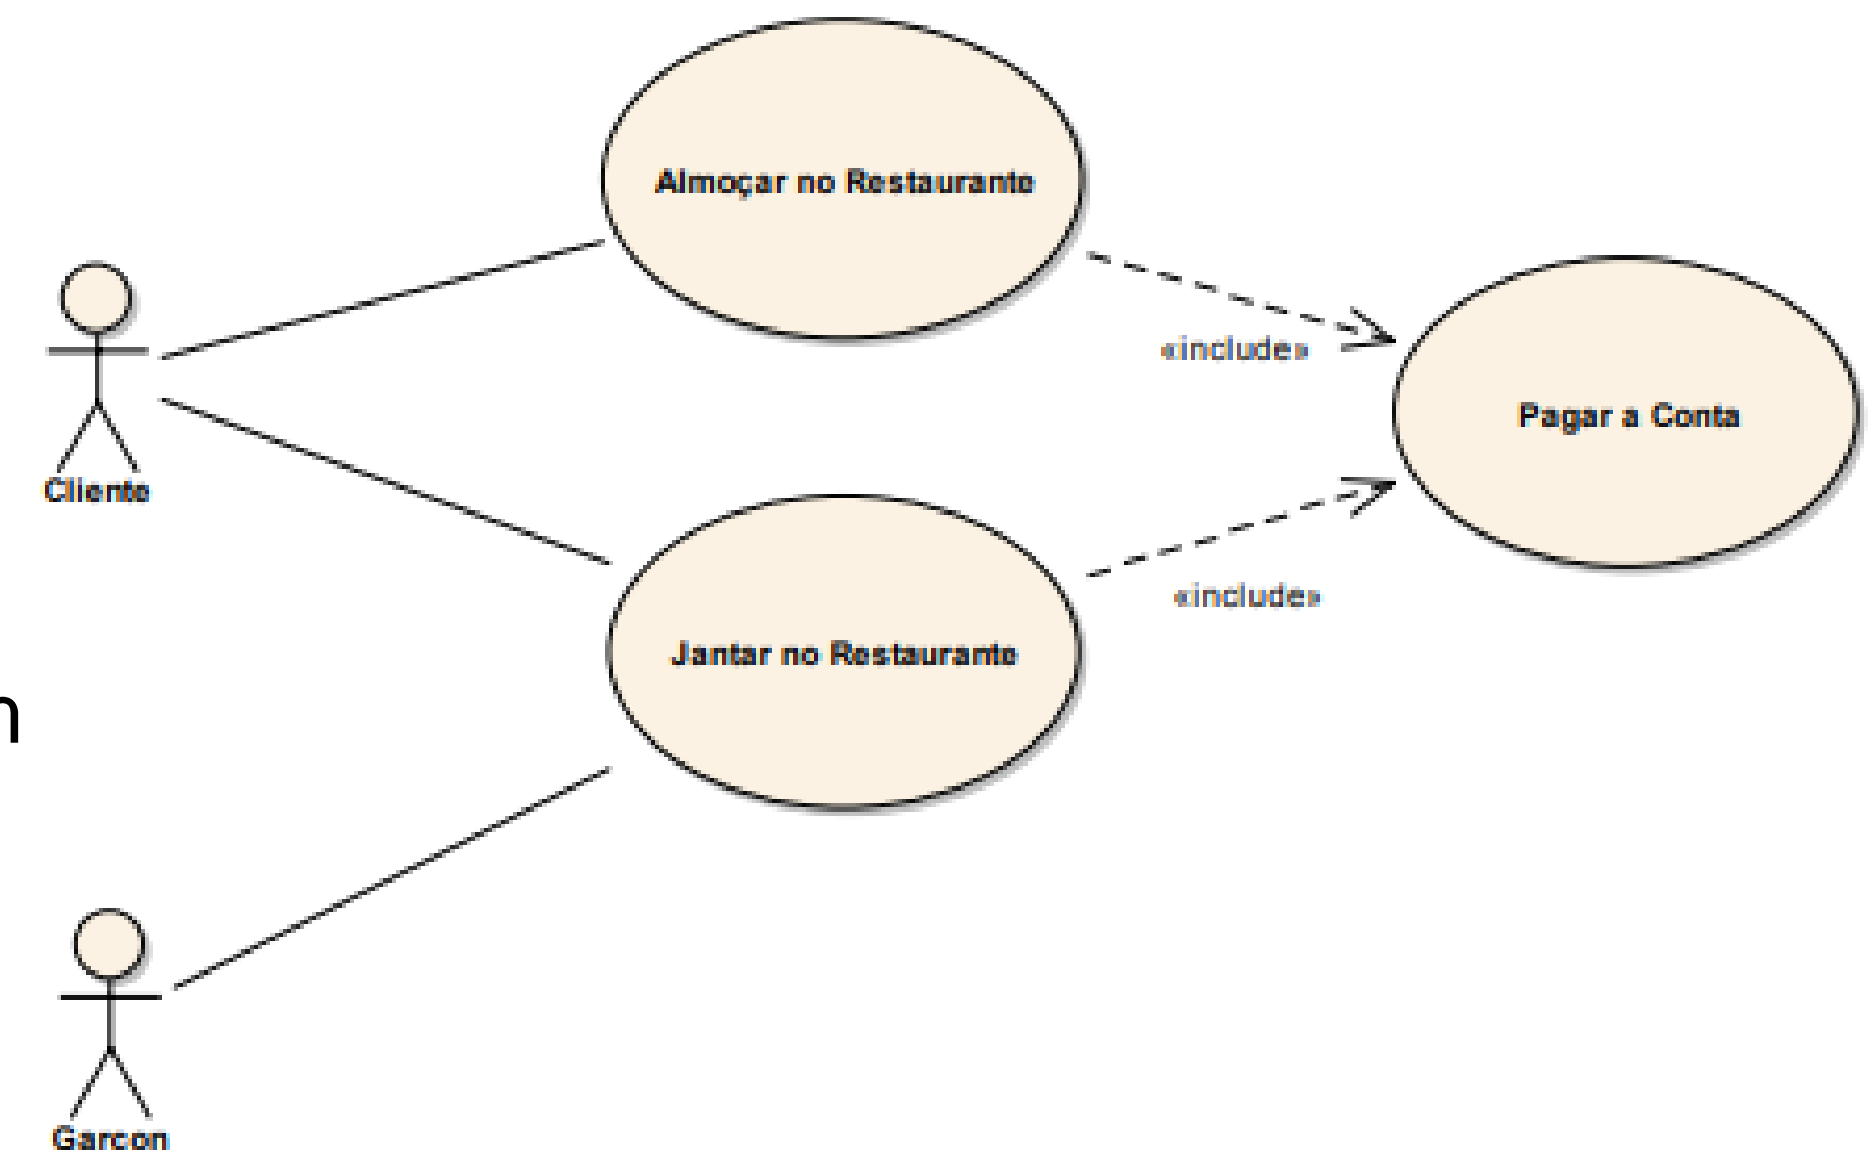 Almoçar no Restaurante
«include»
Pagar a Conta
Cliente
«include»
Jantar no Restaurante
n
Garcon